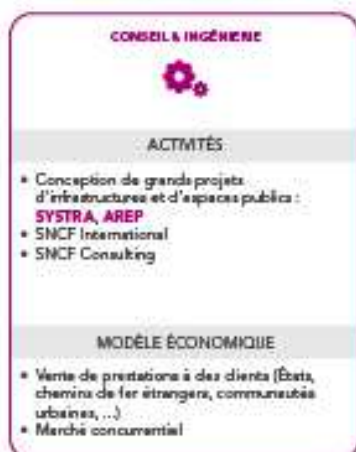 CONSEIL & INGÉNIERIE
ACTIVITÉS
• Conception de grands projets
d'infrastructures et d'espaces publics :
SYSTRA, AREP
• SNCF International
• SNCF Consulting
MODÈLE ÉCONOMIQUE
• Vente de prestations à des clients (États,
chemins de fer étrangers, communautés
urbaines, ...)
• Marché concurrentiel